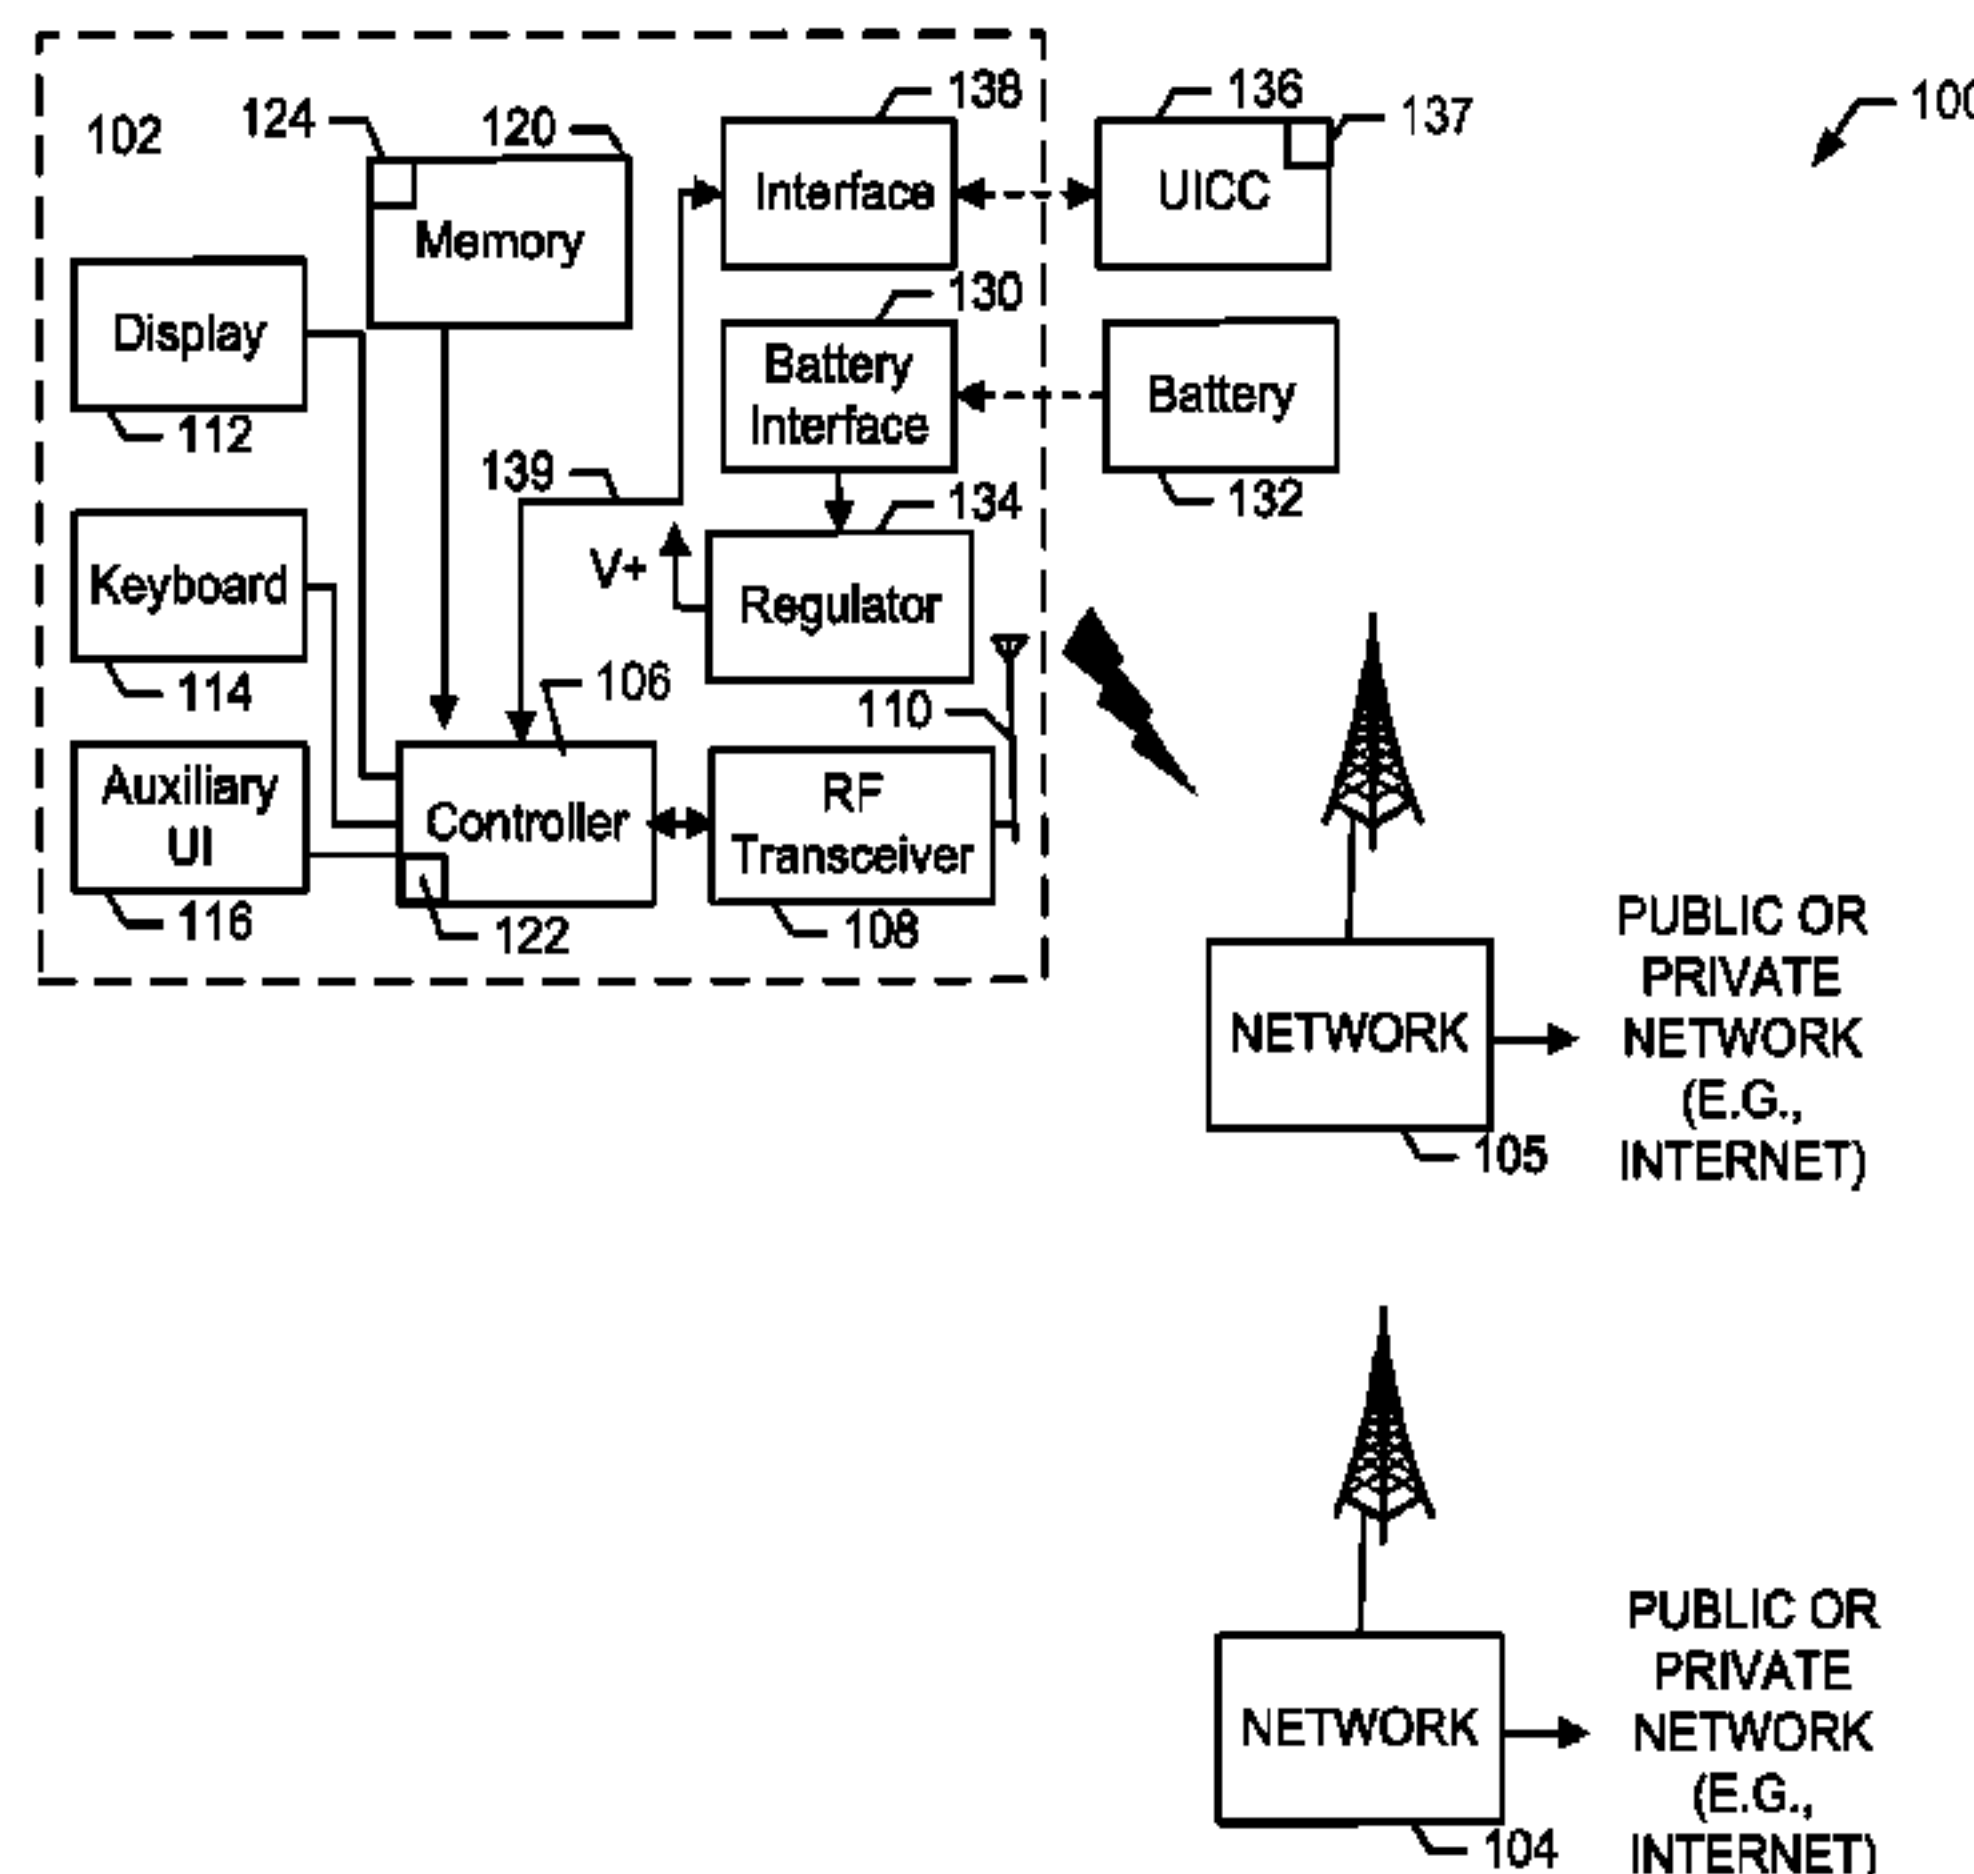 102
124
120
138
136
137
100
Interface
UICC
Memory
Display
112
130
Battery
Interface
Battery
132
139
134
V+
Keyboard
Regulator
114
106
110
Auxiliary
UI
Controller
RF
Transceiver
116
122
108
NETWORK
105
PUBLIC OR
PRIVATE
NETWORK
(E.G.,
INTERNET)
NETWORK
104
PUBLIC OR
PRIVATE
NETWORK
(E.G.,
INTERNET)